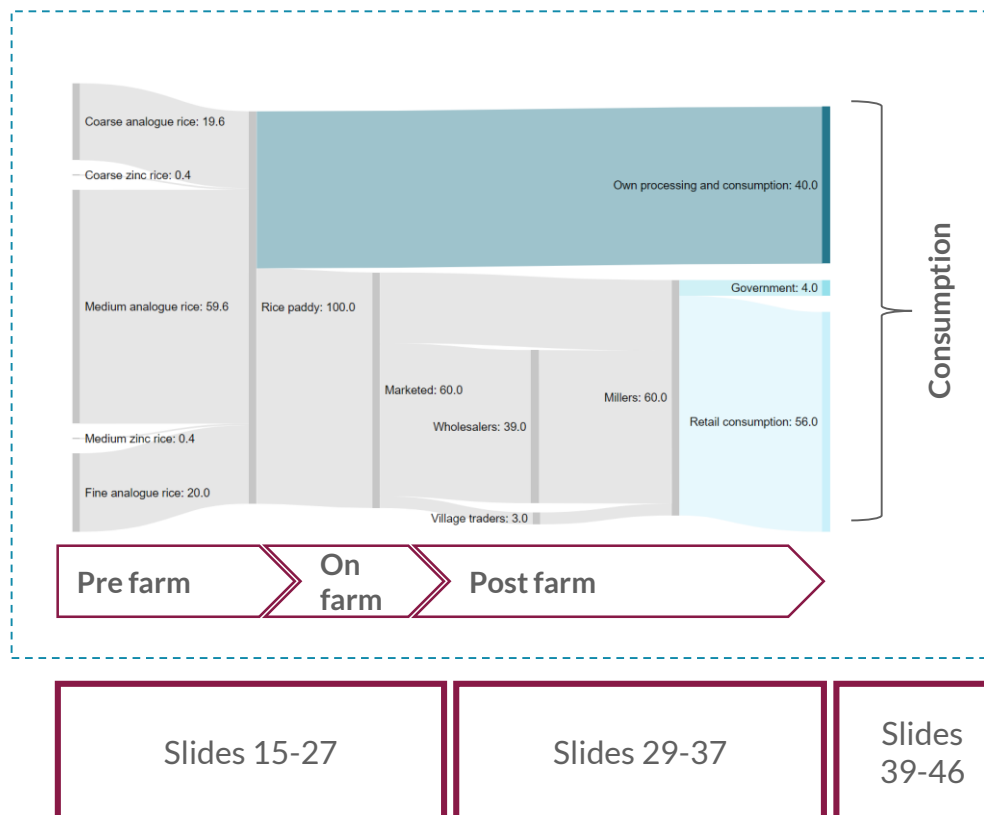 Coarse analogue rice: 19.6
Coarse zinc rice: 0.4
Own processing and consumption: 40.0
Government: 4.0
Medium analogue rice: 59.6
Rice paddy: 100.0
Marketed: 60.0
Millers: 60.0
Wholesalers: 39.0
Retail consumption: 56.0
Medium zinc rice: 0.4
Fine analogue rice: 20.0
Village traders: 3.0
Consumption
Pre farm
On
farm
Post farm
Slides 15-27
Slides 29-37
Slides
39-46